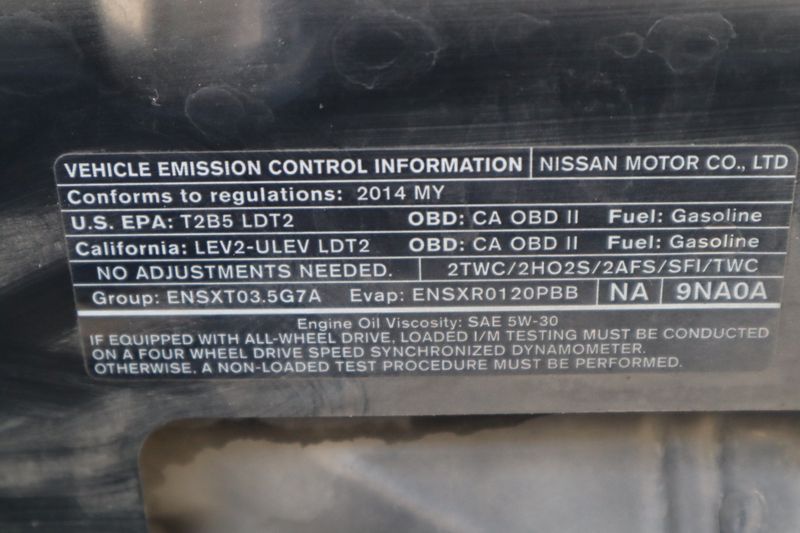 VEHICLE EMISSION CONTROL INFORMATION NISSAN MOTOR CO., LTD
Conforms to regulations: 2014 MY
U.S. EPA: T2B5 LDT2 OBD: CA OBD II Fuel: Gasoline
California: LEV2-ULEV LDT2 OBD: CA OBD II Fuel: Gasoline
NO ADJUSTMENTS NEEDED. 2TWC/2HO2S/2AFS/SFI/TWC
Group: ENSXT03.5G7A Evap: ENSXR0120PBB NA 9NA0A
Engine Oil Viscosity: SAE 5W-30
IF EQUIPPED WITH ALL-WHEEL DRIVE, LOADED I/M TESTING MUST BE CONDUCTED
ON A FOUR WHEEL DRIVE SPEED SYNCHRONIZED DYNAMOMETER.
OTHERWISE, A NON-LOADED TEST PROCEDURE MUST BE PERFORMED.